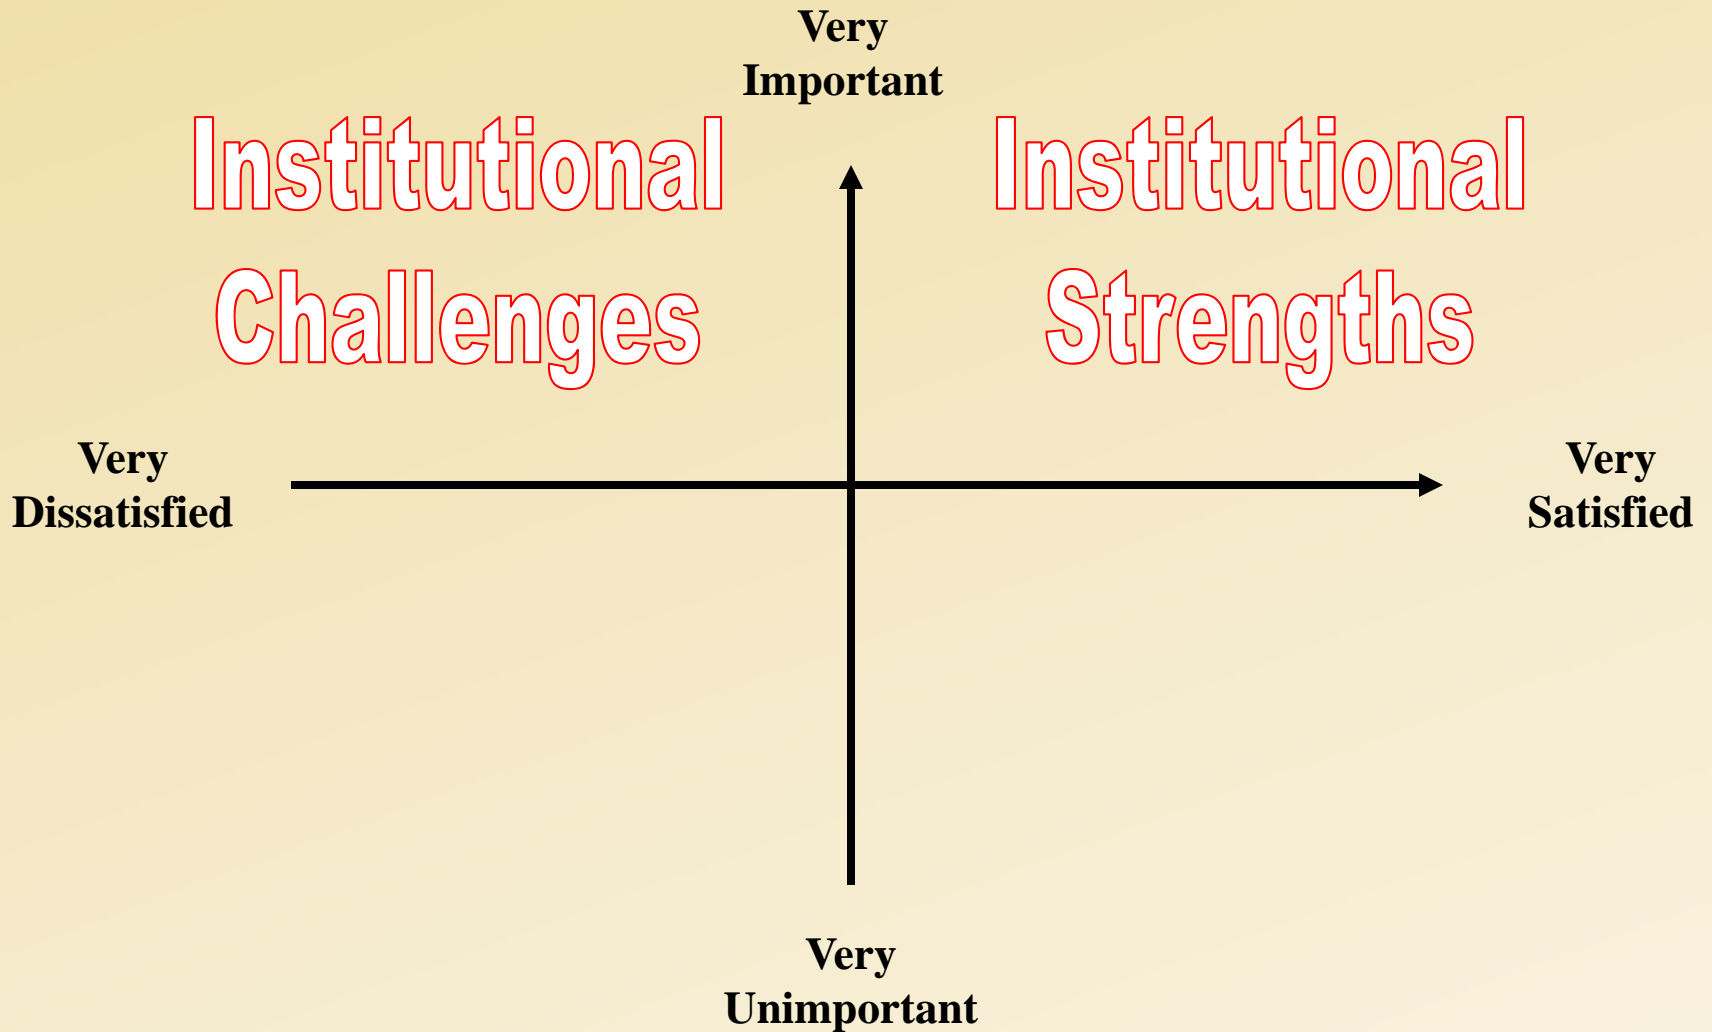 Very
Important
Institutional
Challenges
Institutional
Strengths
Very
Dissatisfied
Very
Satisfied
Very
Unimportant